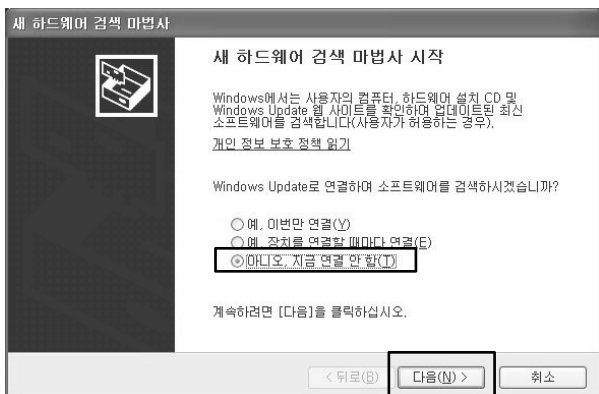 새 하드웨어 검색 마법사
새 하드웨어 검색 마법사 시작
Windows에서는 사용자의 컴퓨터, 하드웨어 설치 CD 및
Windows Update 웹 사이트를 확인하여 업데이트된 최신
소프트웨어를 검색합니다(사용자가 허용하는 경우).
개인 정보 보호 정책 읽기
Windows Update로 연결하여 소프트웨어를 검색하시겠습니까?
예, 이번만 연결(Y)
예, 장치를 연결할 때마다 연결(E)
아니오, 지금 연결 안 함(T)
계속하려면 [다음]을 클릭하십시오.
< 뒤로(B) 다음(N) > 취소